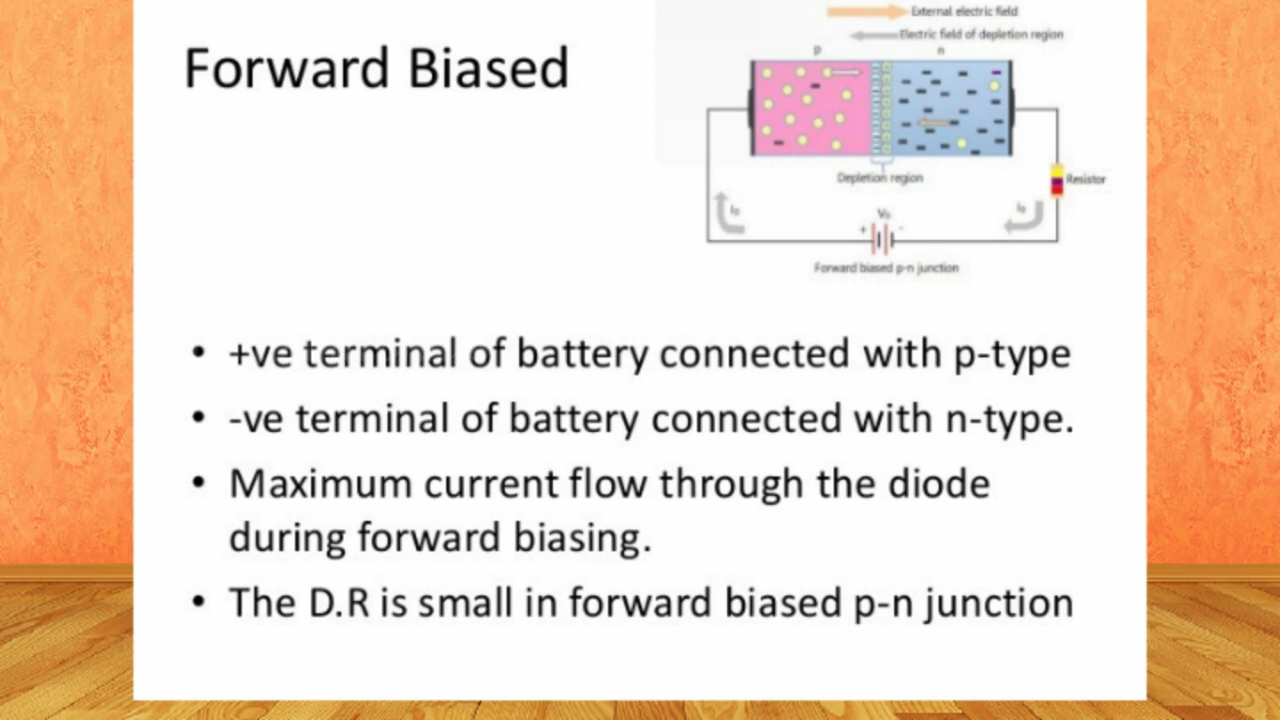 Forward Biased
External electric field
Electric field of depletion region
p
n
Depletion region
Resistor
+
-
Forward biased p-n junction
• +ve terminal of battery connected with p-type
• -ve terminal of battery connected with n-type.
• Maximum current flow through the diode
during forward biasing.
• The D.R is small in forward biased p-n junction